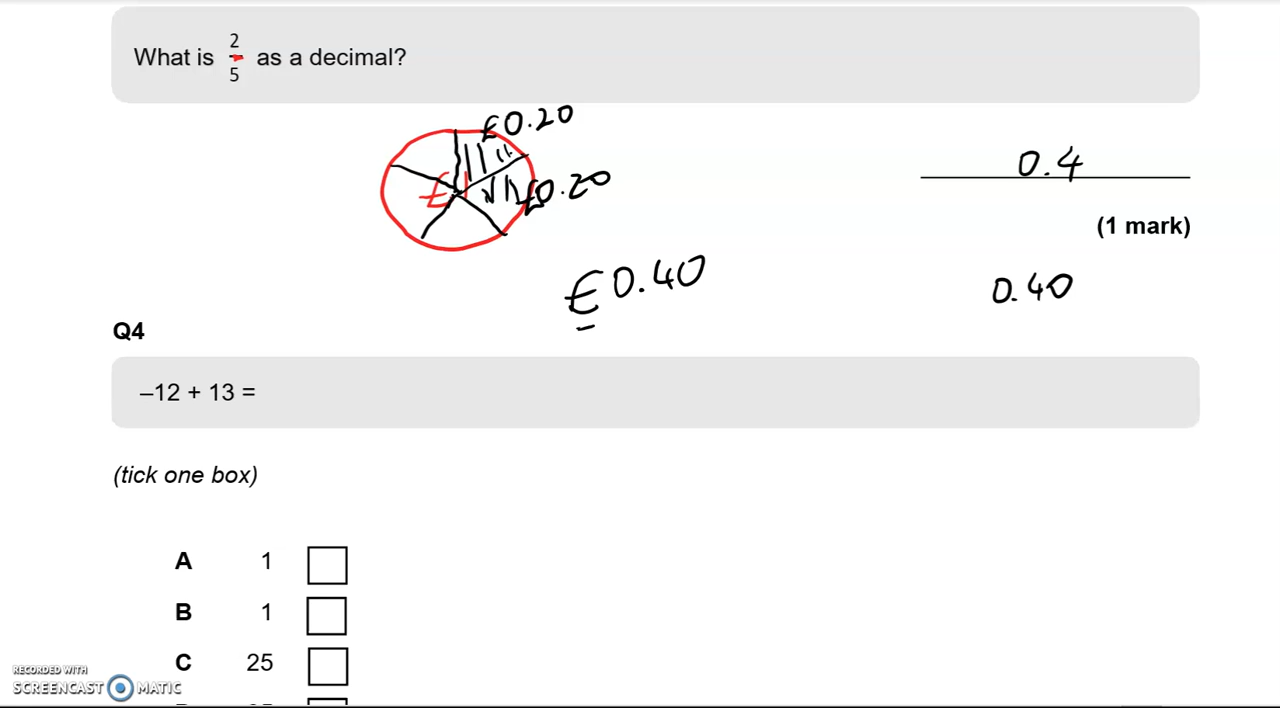 What is 2/5 as a decimal?
£0.20
£1
£0.20
0.4
(1 mark)
£0.40
0.40
Q4
–12 + 13 =
(tick one box)
A 1
B 1
C 25
RECORDED WITH
SCREENCAST MATIC